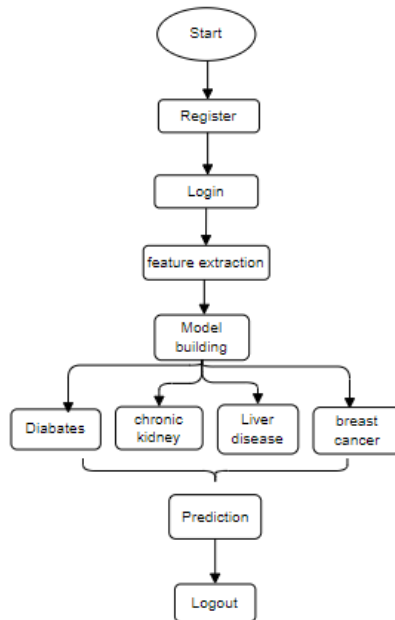 Start
Register
Login
feature extraction
Model
building
Diabates
chronic
kidney
Liver
disease
breast
cancer
Prediction
Logout